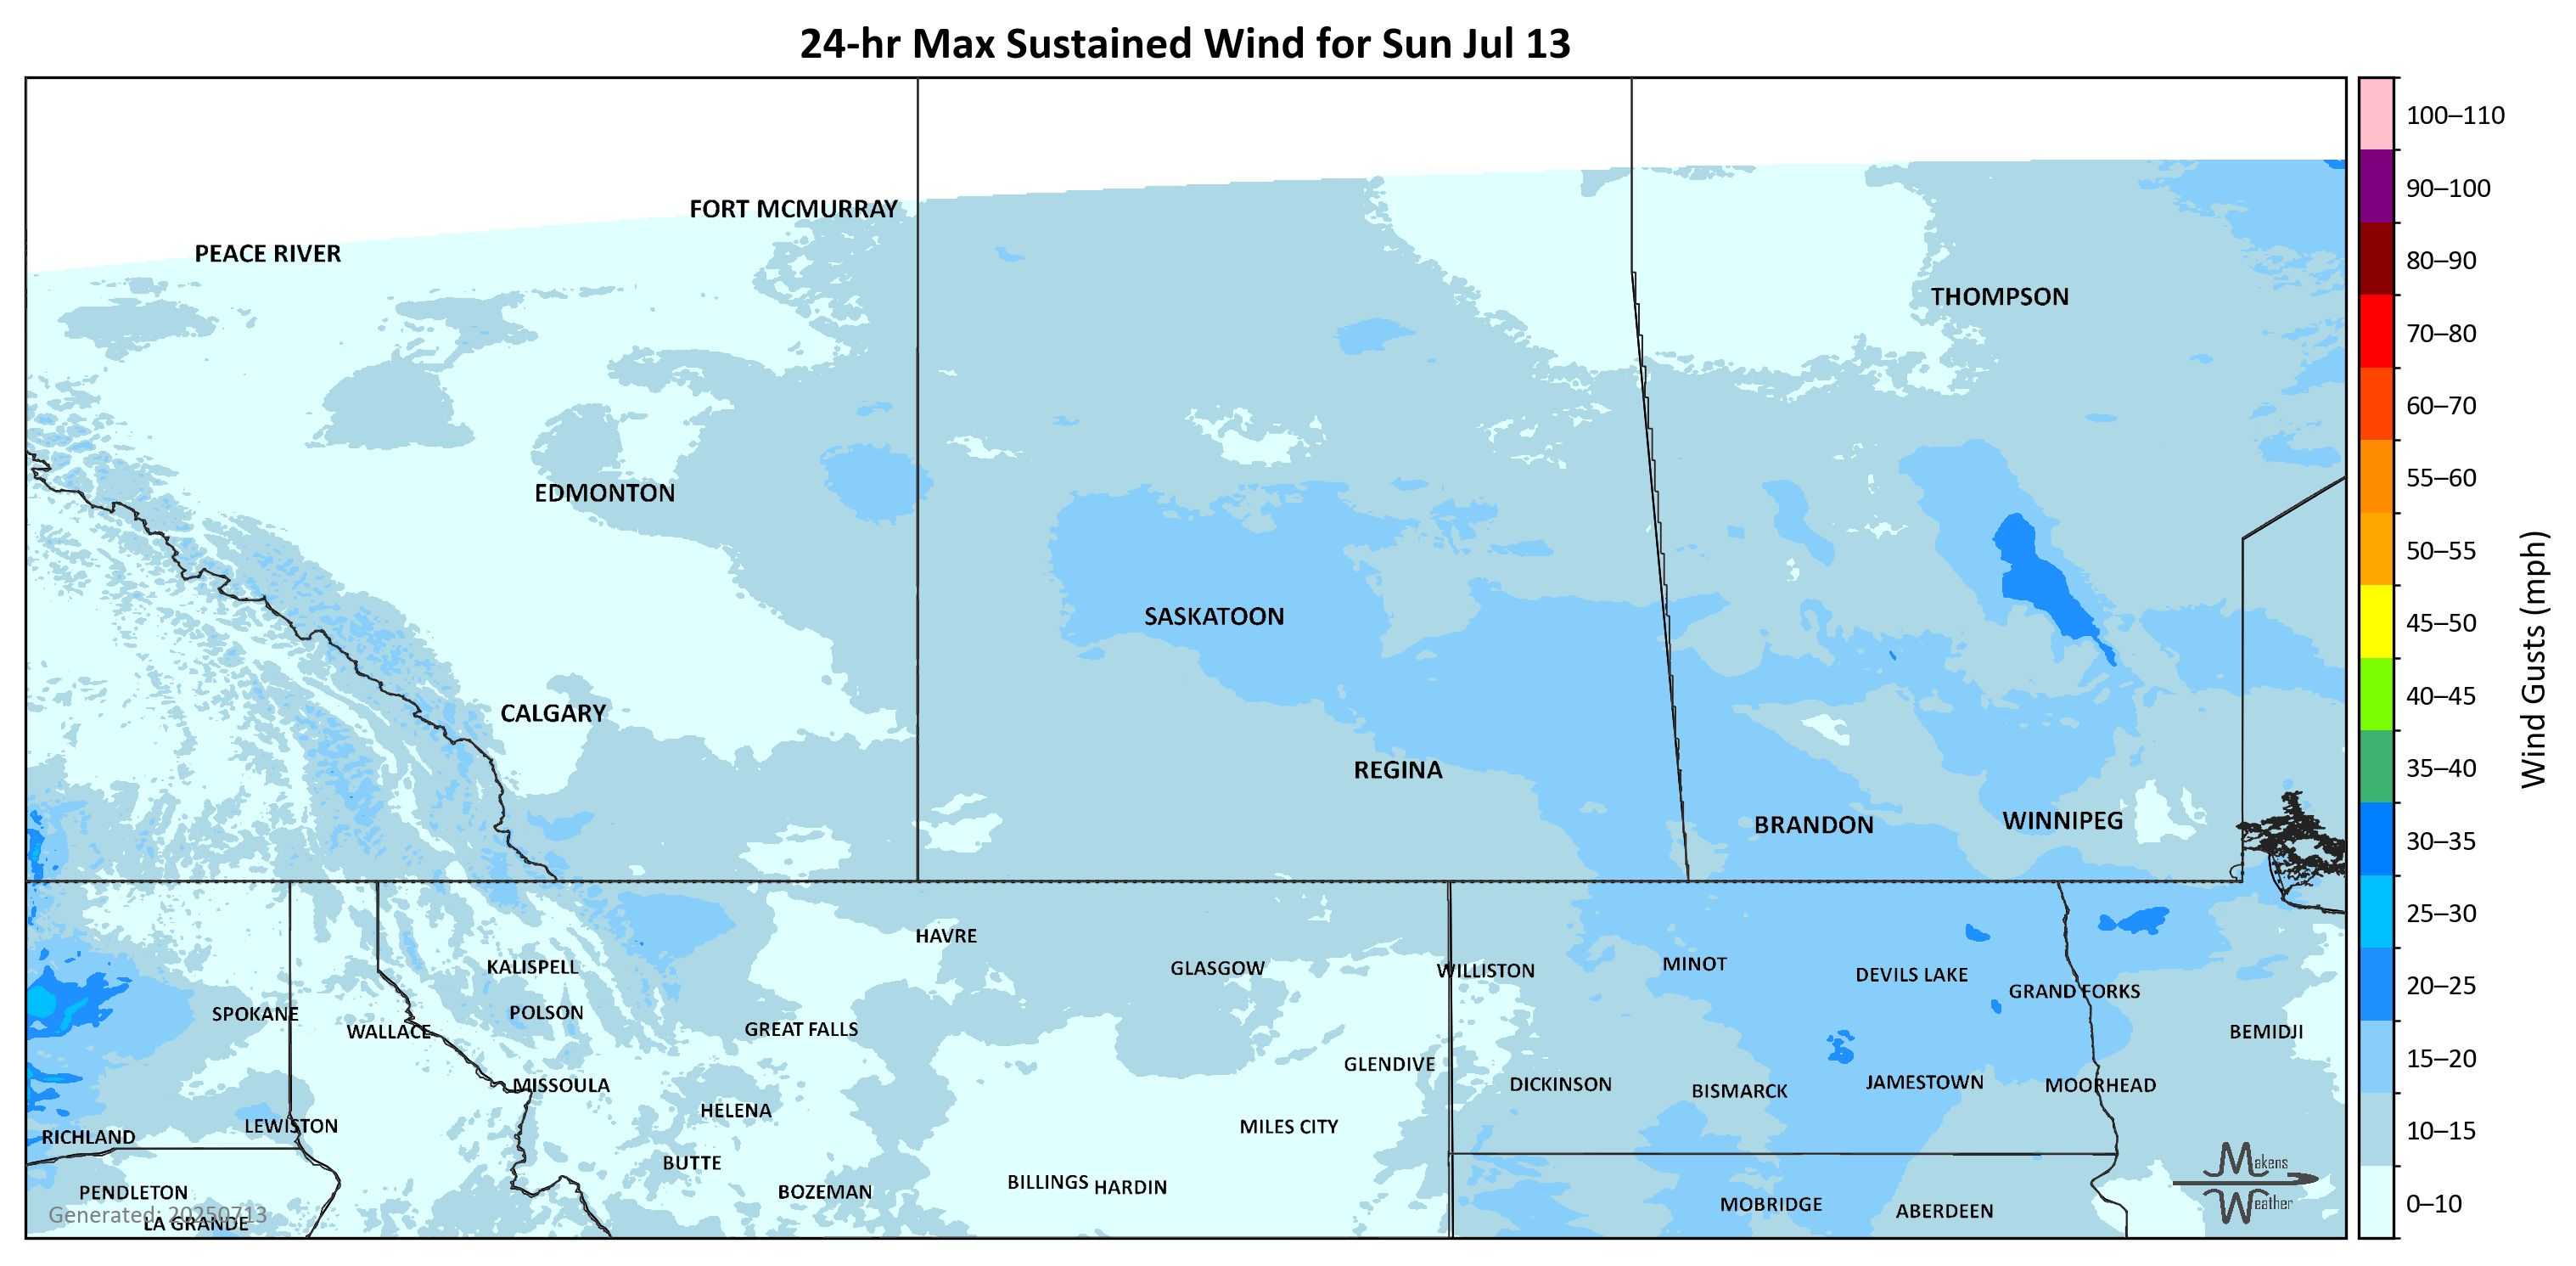 24-hr Max Sustained Wind for Sun Jul 13
FORT MCMURRAY
PEACE RIVER
THOMPSON
EDMONTON
SASKATOON
CALGARY
REGINA
BRANDON
WINNIPEG
HAVRE
KALISPELL
GLASGOW
WILLISTON
MINOT
DEVILS LAKE
GRAND FORKS
SPOKANE
POLSON
WALLACE
GREAT FALLS
BEMIDJI
GLENDIVE
MISSOULA
DICKINSON
BISMARCK
JAMESTOWN
MOORHEAD
HELENA
LEWISTON
MILES CITY
RICHLAND
BUTTE
PENDLETON
BOZEMAN
BILLINGS
HARDIN
MOBRIDGE
ABERDEEN
Generated: 20250713
LA GRANDE
Makens
Weather
100–110
90–100
80–90
70–80
60–70
55–60
50–55
45–50
40–45
35–40
30–35
25–30
20–25
15–20
10–15
0–10
Wind Gusts (mph)